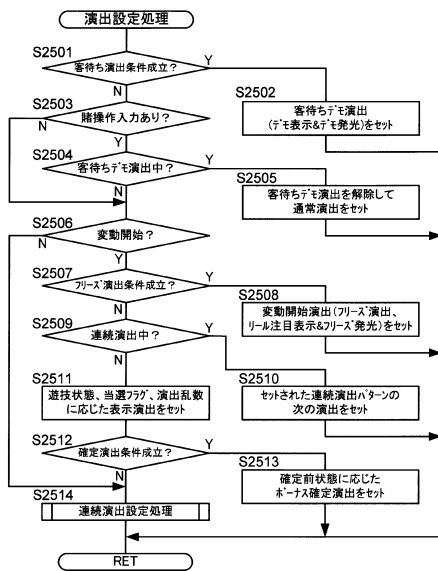 演出設定処理
S2501
客待ち演出条件成立?
Y
N
S2502
客待ちデモ演出
(デモ表示&デモ発光)をセット
S2503
賭操作入力あり?
N
Y
S2504
客待ちデモ演出中?
Y
N
S2505
客待ちデモ演出を解除して
通常演出をセット
S2506
変動開始?
N
Y
S2507
フリーズ演出条件成立?
Y
N
S2508
変動開始演出(フリーズ演出、
リール注目表示&フリーズ発光)をセット
S2509
連続演出中?
Y
N
S2510
セットされた連続演出パターンの
次の演出をセット
S2511
遊技状態、当選フラグ、演出乱数
に応じた表示演出をセット
S2512
確定演出条件成立?
Y
N
S2513
確定前状態に応じた
ボーナス確定演出をセット
S2514
連続演出設定処理
RET